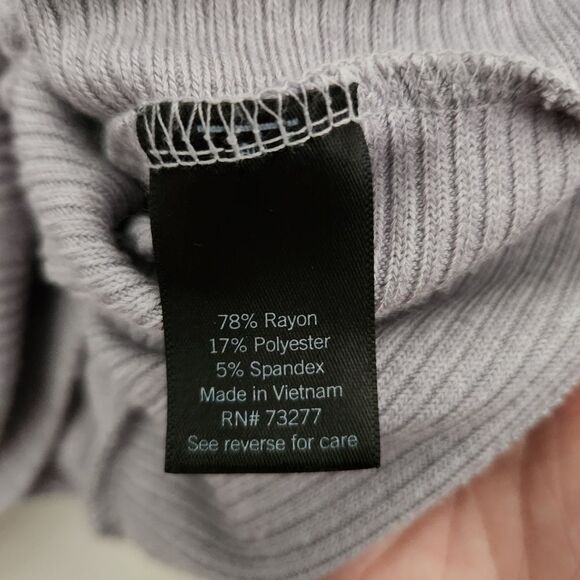 78% Rayon
17% Polyester
5% Spandex
Made in Vietnam
RN# 73277
See reverse for care